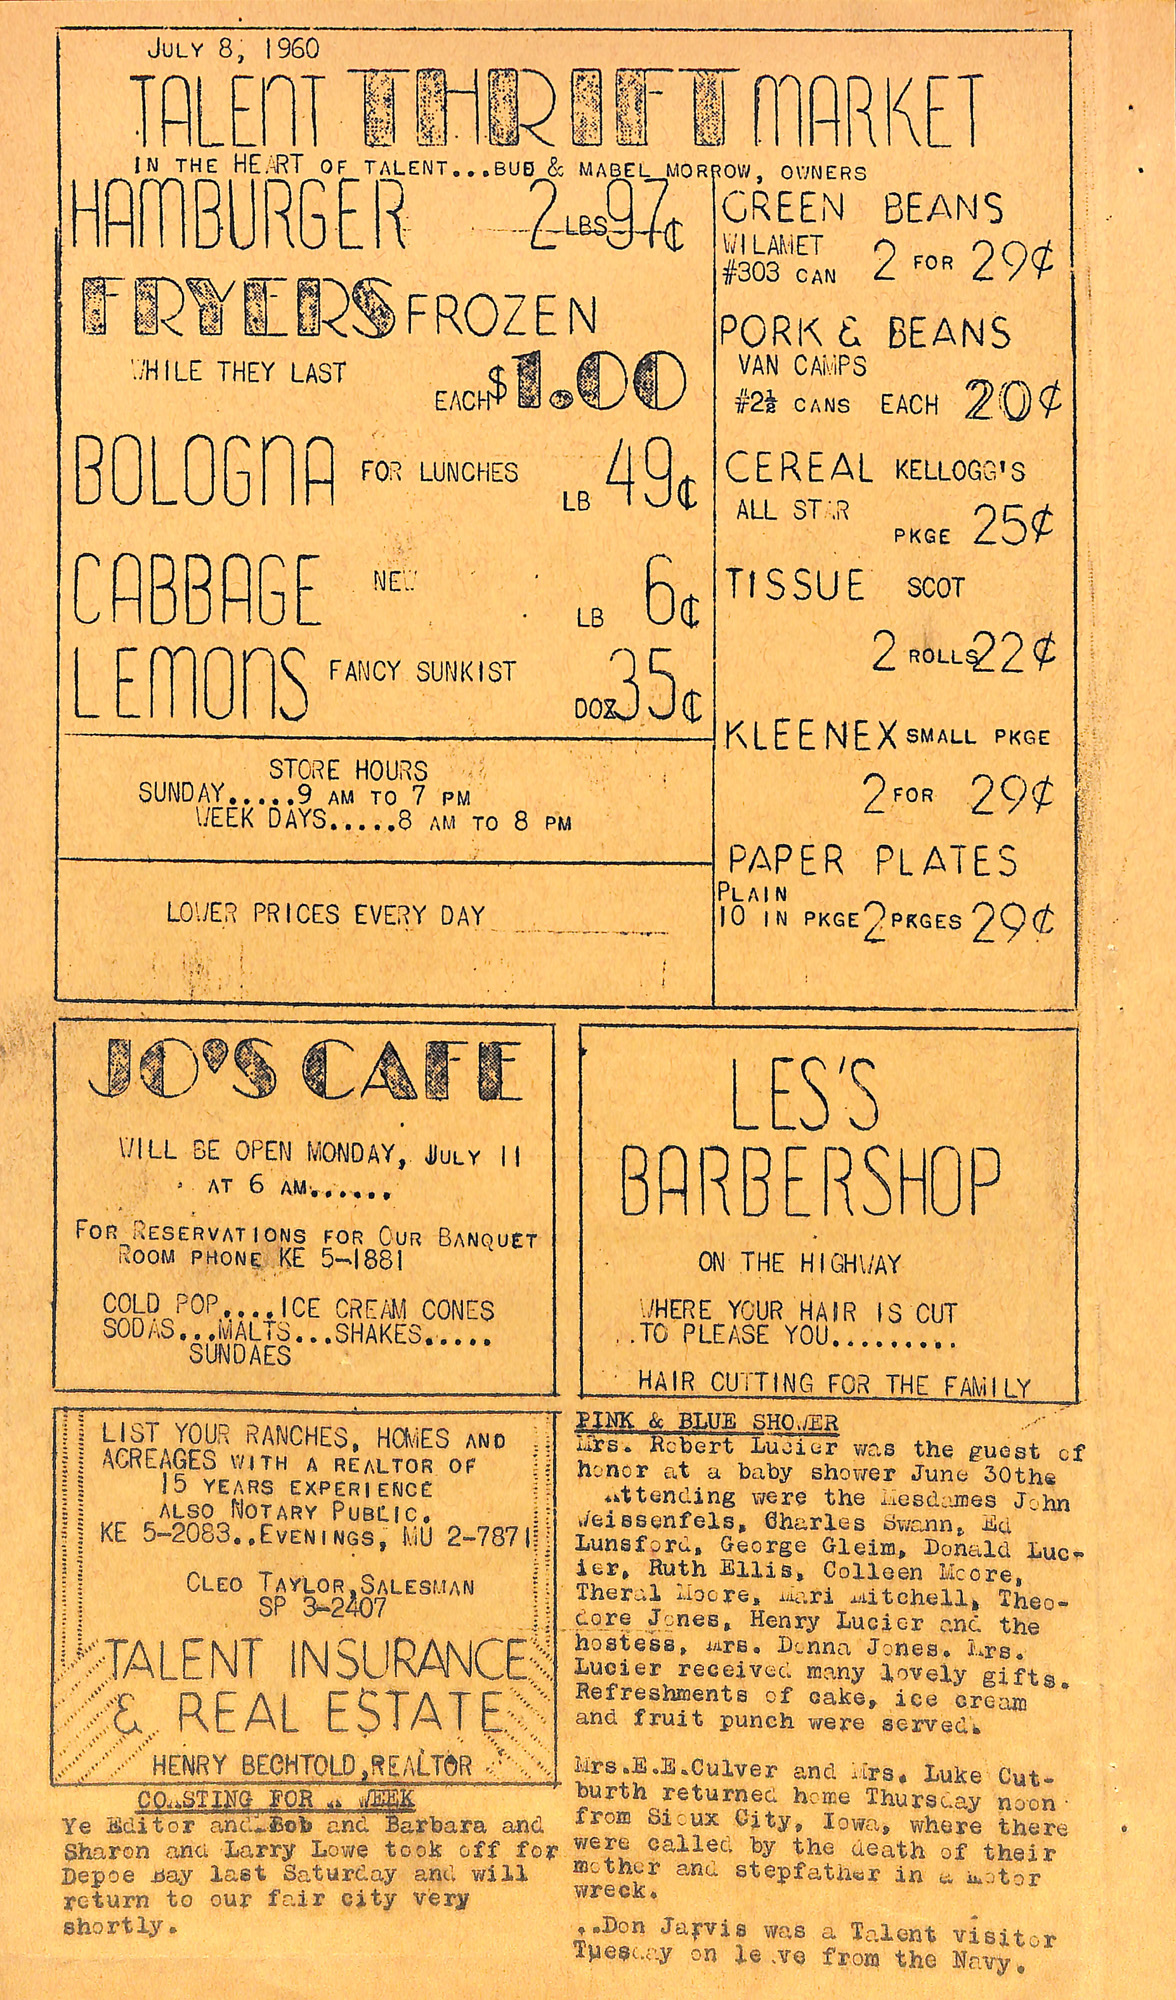 JULY 8, 1960
TALENT THRIFT MARKET
IN THE HEART OF TALENT...BUD & MABEL MORROW, OWNERS
HAMBURGER 2 LBS 97¢
FRYERS FROZEN
WHILE THEY LAST
EACH $1.00
BOLOGNA FOR LUNCHES LB 49¢
CABBAGE NEW LB 6¢
LEMONS FANCY SUNKIST DOZ 35¢
STORE HOURS
SUNDAY.....9 AM TO 7 PM
WEEK DAYS.....8 AM TO 8 PM
LOWER PRICES EVERY DAY
GREEN BEANS
WILAMET
#303 CAN 2 FOR 29¢
PORK & BEANS
VAN CAMPS
#2½ CANS EACH 20¢
CEREAL KELLOGG'S
ALL STAR
PKGE 25¢
TISSUE SCOT
2 ROLLS 22¢
KLEENEX SMALL PKGE
2 FOR 29¢
PAPER PLATES
PLAIN
10 IN PKGE 2 PKGES 29¢
JO'S CAFE
WILL BE OPEN MONDAY, JULY 11
AT 6 AM.......
FOR RESERVATIONS FOR OUR BANQUET
ROOM PHONE KE 5-1881
COLD POP....ICE CREAM CONES
SODAS...MALTS...SHAKES.....
SUNDAES
LES'S
BARBERSHOP
ON THE HIGHWAY
WHERE YOUR HAIR IS CUT
..TO PLEASE YOU.........
HAIR CUTTING FOR THE FAMILY
LIST YOUR RANCHES, HOMES AND
ACREAGES WITH A REALTOR OF
15 YEARS EXPERIENCE
ALSO NOTARY PUBLIC.
KE 5-2083..EVENINGS, MU 2-7871
CLEO TAYLOR,SALESMAN
SP 3-2407
TALENT INSURANCE
& REAL ESTATE
HENRY BECHTOLD,REALTOR
COASTING FOR A WEEK
Ye Editor and Bob and Barbara and
Sharon and Larry Lowe took off for
Depoe Bay last Saturday and will
return to our fair city very
shortly.
PINK & BLUE SHOWER
Mrs. Robert Lucier was the guest of
honor at a baby shower June 30the
Attending were the Mesdames John
Weissenfels, Charles Swann, Ed
Lunsford, George Gleim, Donald Luc-
ier, Ruth Ellis, Colleen Moore,
Theral Moore, Mari Mitchell, Theo-
dore Jones, Henry Lucier and the
hostess, Mrs. Donna Jones. Mrs.
Lucier received many lovely gifts.
Refreshments of cake, ice cream
and fruit punch were served.
Mrs.E.E.Culver and Mrs. Luke Cut-
burth returned home Thursday noon
from Sioux City, Iowa, where there
were called by the death of their
mother and stepfather in a motor
wreck.
..Don Jarvis was a Talent visitor
Tuesday on leave from the Navy.